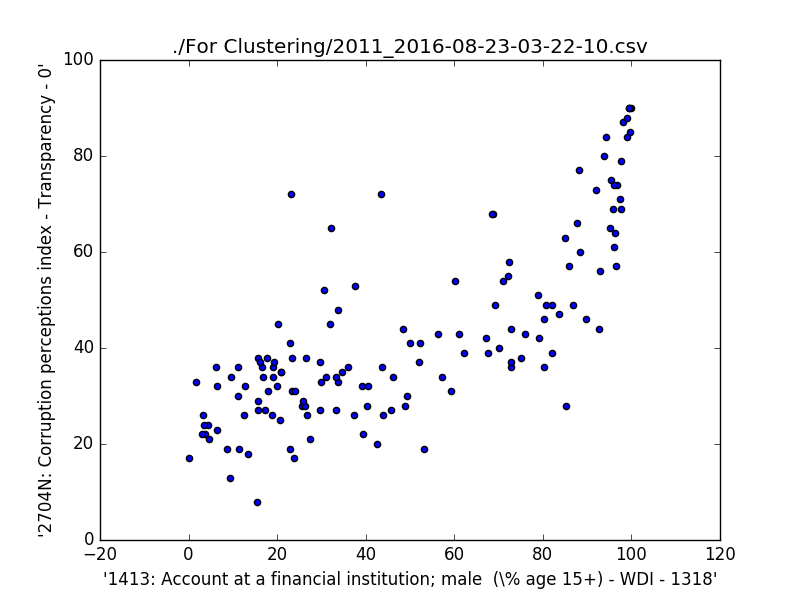 ./For Clustering/2011_2016-08-23-03-22-10.csv
100
80
60
40
20
0
−20 0 20 40 60 80 100 120
'2704N: Corruption perceptions index - Transparency - 0'
'1413: Account at a financial institution; male  (\% age 15+) - WDI - 1318'